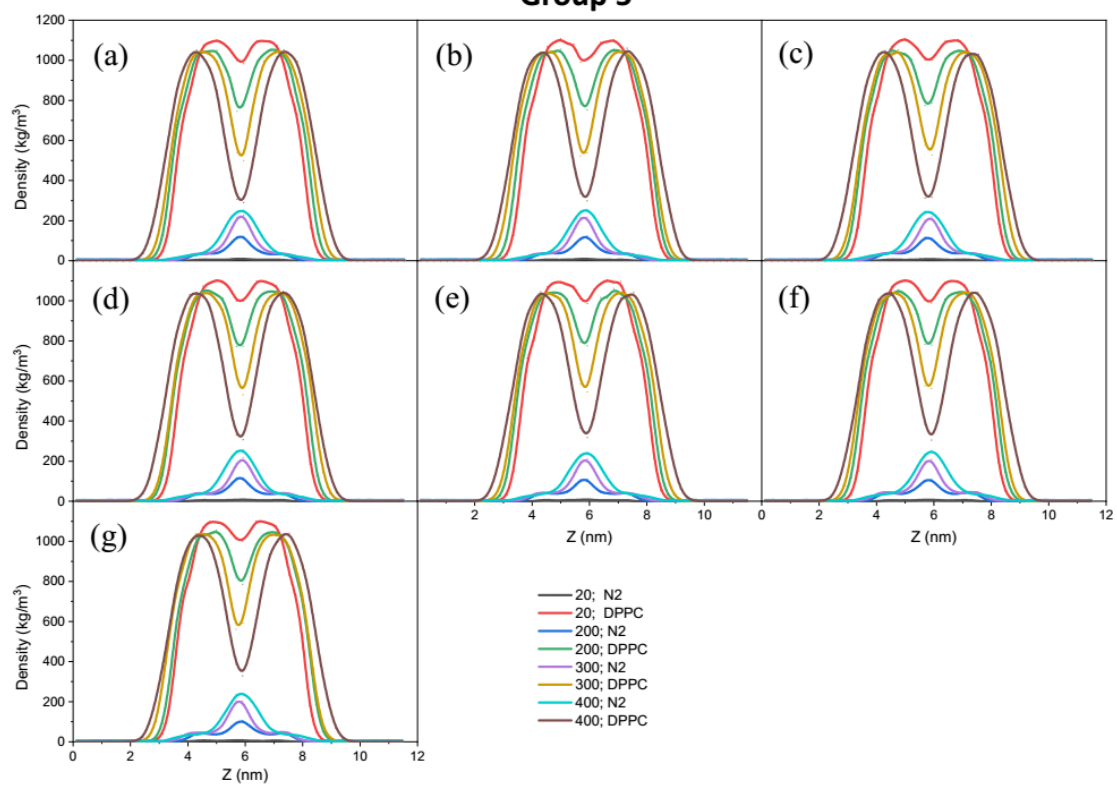 1200
1000
800
600
400
200
0
Density (kg/m³)
(a)
(b)
(c)
1000
800
600
400
200
0
Density (kg/m³)
(d)
(e)
(f)
2 4 6 8 10
Z (nm)
0 2 4 6 8 10 12
Z (nm)
1000
800
600
400
200
0
Density (kg/m³)
(g)
0 2 4 6 8 10 12
Z (nm)
20; N2
20; DPPC
200; N2
200; DPPC
300; N2
300; DPPC
400; N2
400; DPPC